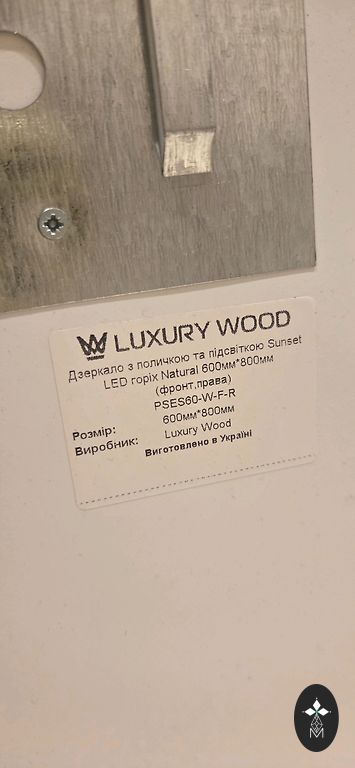 LUXURY WOOD
Дзеркало з поличкою та підсвіткою Sunset
LED горіх Natural 600мм*800мм
(фронт,права)
PSES60-W-F-R
Розмір: 600мм*800мм
Виробник: Luxury Wood
Виготовлено в Україні
M